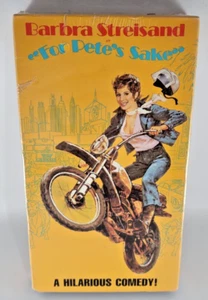 Barbra Streisand
"For Pete's Sake"
A HILARIOUS COMEDY!